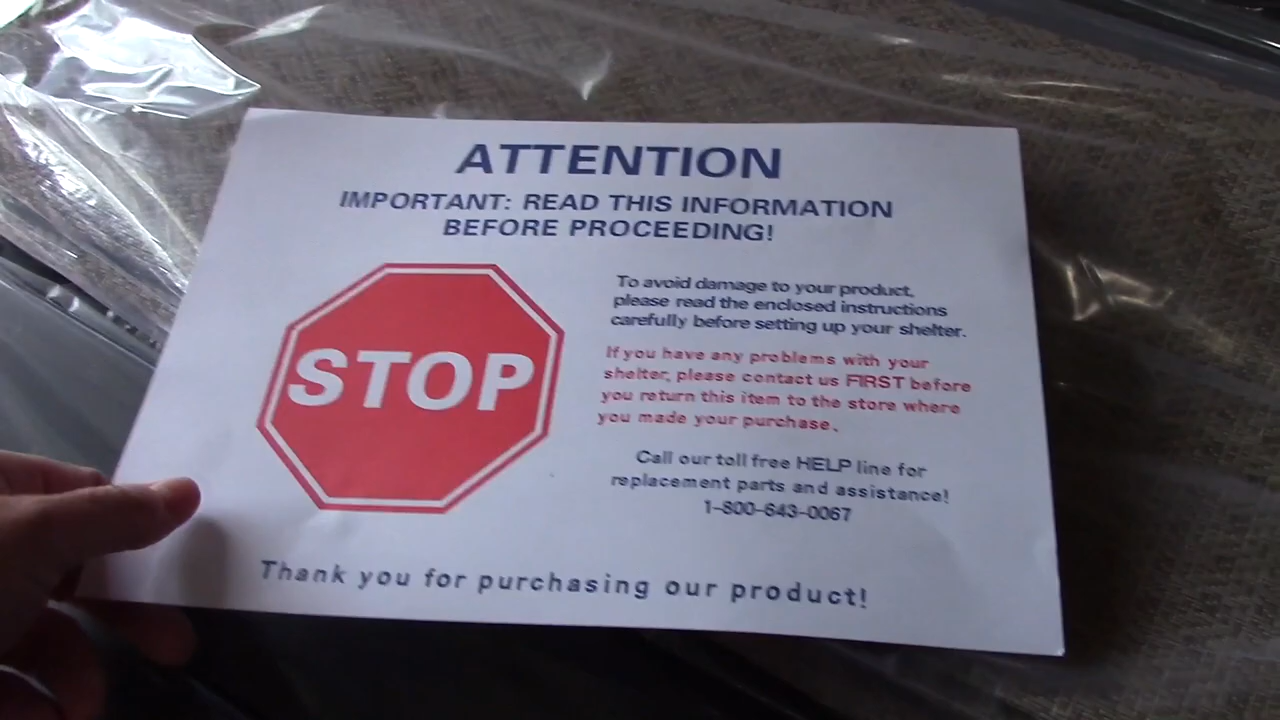 ATTENTION
IMPORTANT: READ THIS INFORMATION
BEFORE PROCEEDING!
STOP
To avoid damage to your product,
please read the enclosed instructions
carefully before setting up your shelter.
If you have any problems with your
shelter, please contact us FIRST before
you return this item to the store where
you made your purchase.
Call our toll free HELP line for
replacement parts and assistance!
1-800-643-0067
Thank you for purchasing our product!